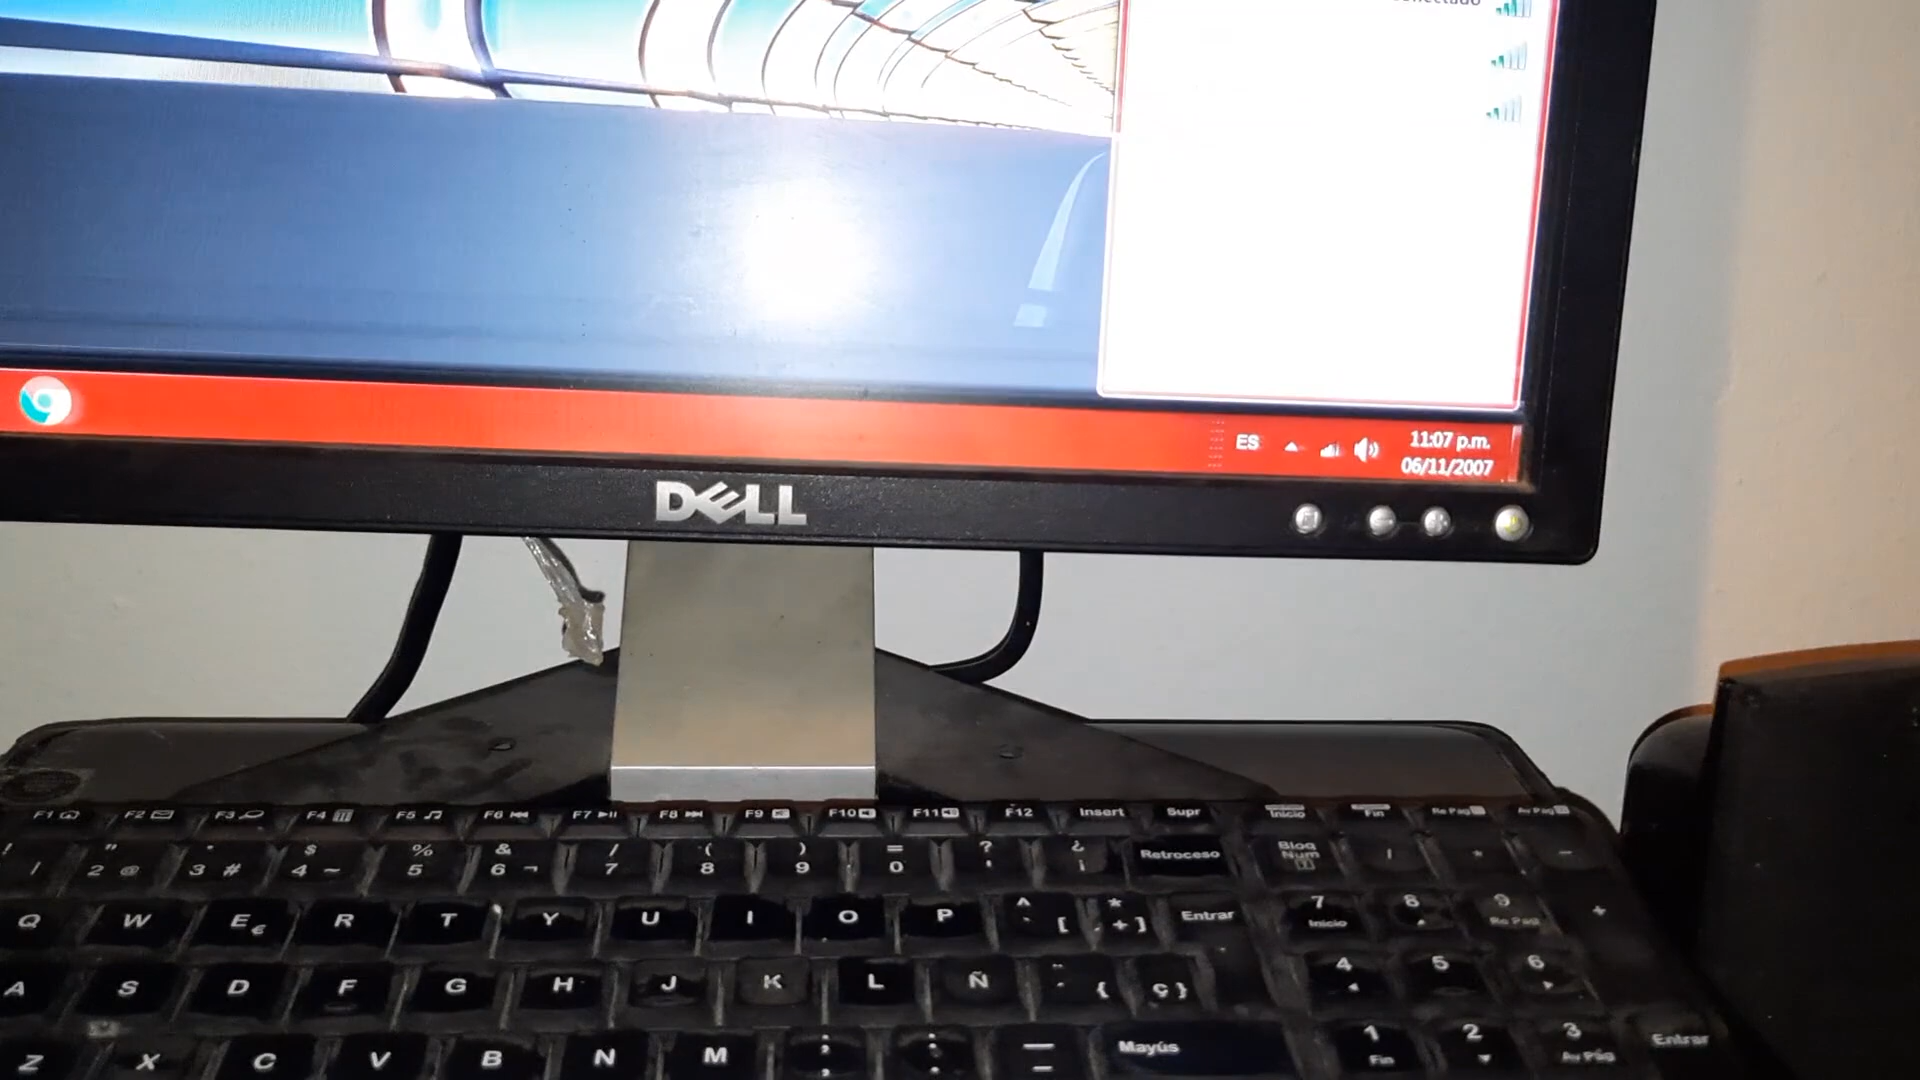 ES
11:07 p.m.
06/11/2007
DELL
F1 F2 F3 F4 F5 F6 F7 F8 F9 F10 F11 F12 Insert Supr Inicio Fin Re Pag Av Pag
! " · $ % & / ( ) = ? ¿ Retroceso Bloq Num / * -
1 2 @ 3 # 4 ~ 5 6 ¬ 7 8 9 0 ' ¡
Q W E € R T Y U I O P ^ ` [ * + ] Entrar 7 Inicio 8 9 Re Pag +
A S D F G H J K L Ñ ¨ ´ { Ç } 4 5 6
Z X C V B N M ; , : . _ - Mayús 1 Fin 2 3 Av Pág Entrar